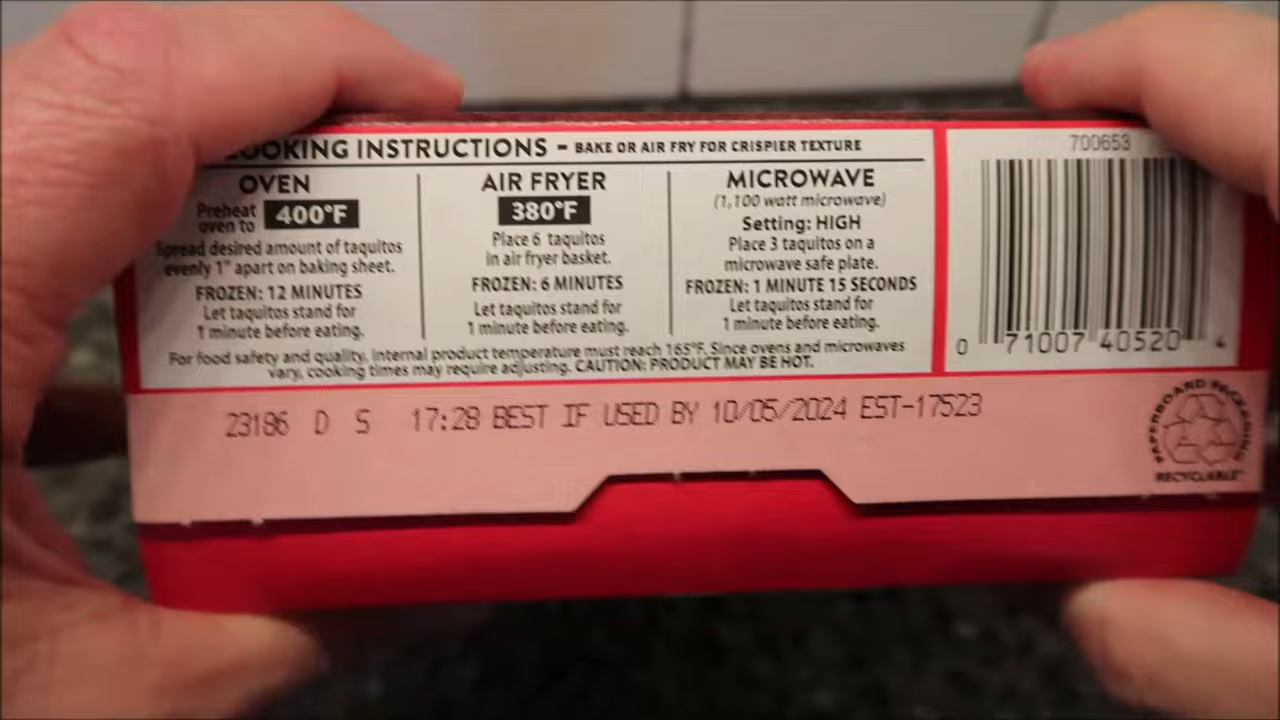 COOKING INSTRUCTIONS - BAKE OR AIR FRY FOR CRISPIER TEXTURE
OVEN
Preheat oven to 400°F
Spread desired amount of taquitos
evenly 1" apart on baking sheet.
FROZEN: 12 MINUTES
Let taquitos stand for
1 minute before eating.
AIR FRYER
380°F
Place 6 taquitos
in air fryer basket.
FROZEN: 6 MINUTES
Let taquitos stand for
1 minute before eating.
MICROWAVE
(1,100 watt microwave)
Setting: HIGH
Place 3 taquitos on a
microwave safe plate.
FROZEN: 1 MINUTE 15 SECONDS
Let taquitos stand for
1 minute before eating.
For food safety and quality, internal product temperature must reach 165°F. Since ovens and microwaves
vary, cooking times may require adjusting. CAUTION: PRODUCT MAY BE HOT.
700653
0 71007 40520 4
23186 D S 17:28 BEST IF USED BY 10/05/2024 EST-17523
PAPERBOARD PACKAGING
RECYCLABLE*